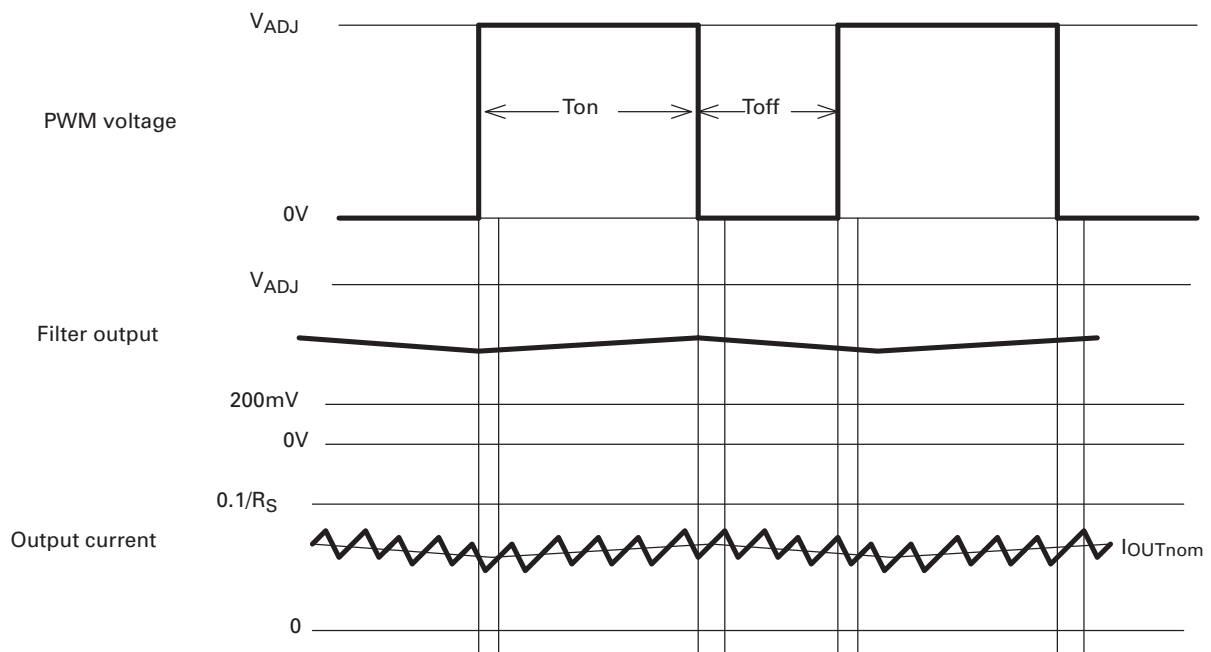 VADJ
PWM voltage
Ton
Toff
0V
VADJ
Filter output
200mV
0V
0.1/RS
Output current
IOUTnom
0